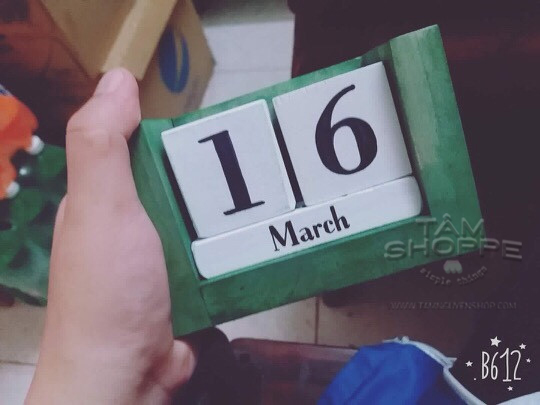 16
March
TÂM
SHOPPE
simple things
B612